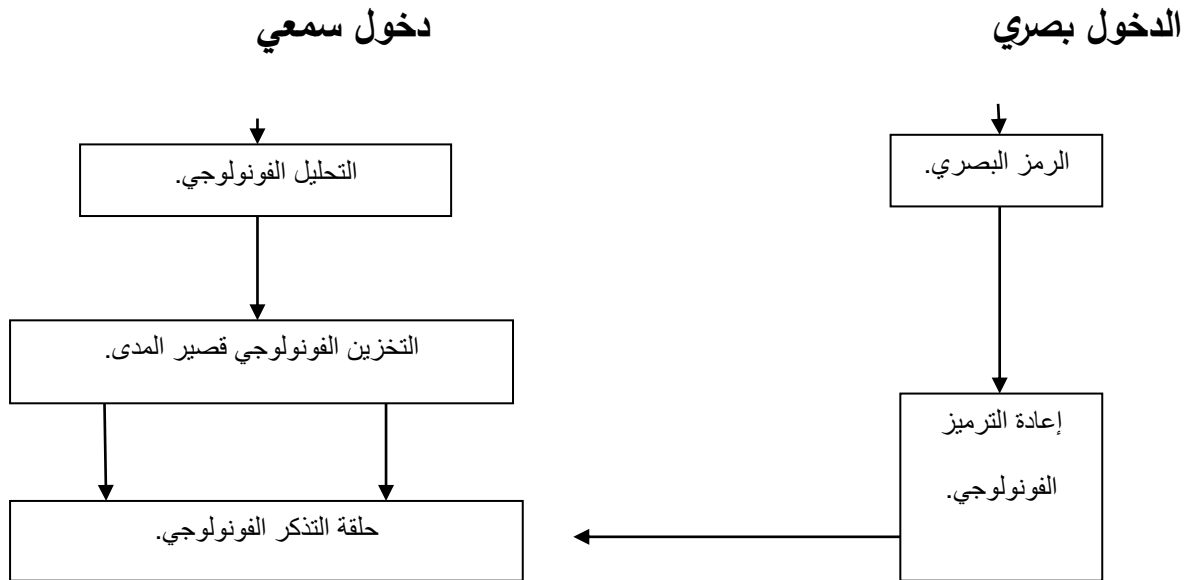 الدخول بصري
دخول سمعي
الرمز البصري.
التحليل الفونولوجي.
التخزين الفونولوجي قصير المدى.
إعادة الترميز
الفونولوجي.
حلقة التذكر الفونولوجي.